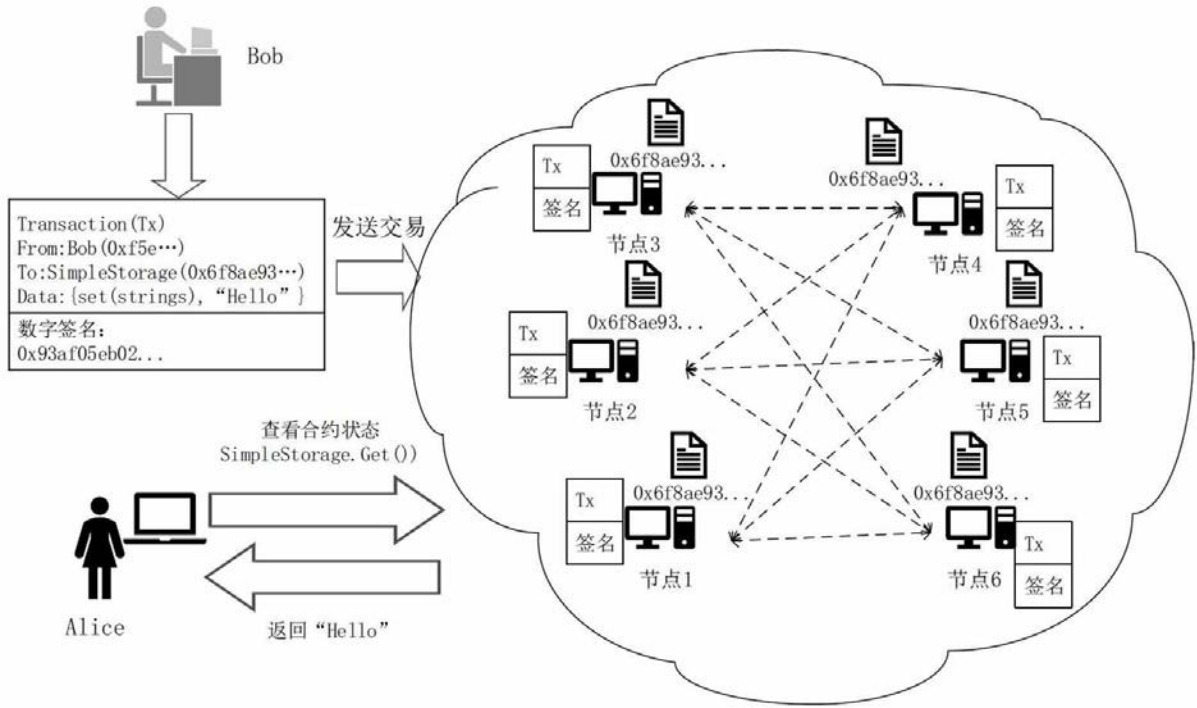 Bob
Transaction(Tx)
From:Bob(0xf5e…)
To:SimpleStorage(0x6f8ae93…)
Data:{set(strings), “Hello”}
数字签名:
0x93af05eb02...
发送交易
查看合约状态
SimpleStorage.Get())
Alice
返回“Hello”
0x6f8ae93...
Tx
签名
节点3
0x6f8ae93...
Tx
签名
节点4
0x6f8ae93...
Tx
签名
节点2
0x6f8ae93...
Tx
签名
节点5
0x6f8ae93...
Tx
签名
节点1
0x6f8ae93...
Tx
签名
节点6